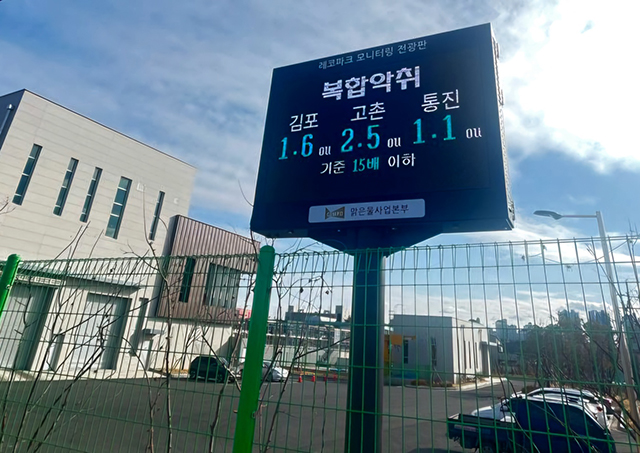 레코파크 모니터링 전광판
복합악취
김포 고촌 통진
1.6 OU 2.5 OU 1.1 OU
기준 15배 이하
맑은물사업본부